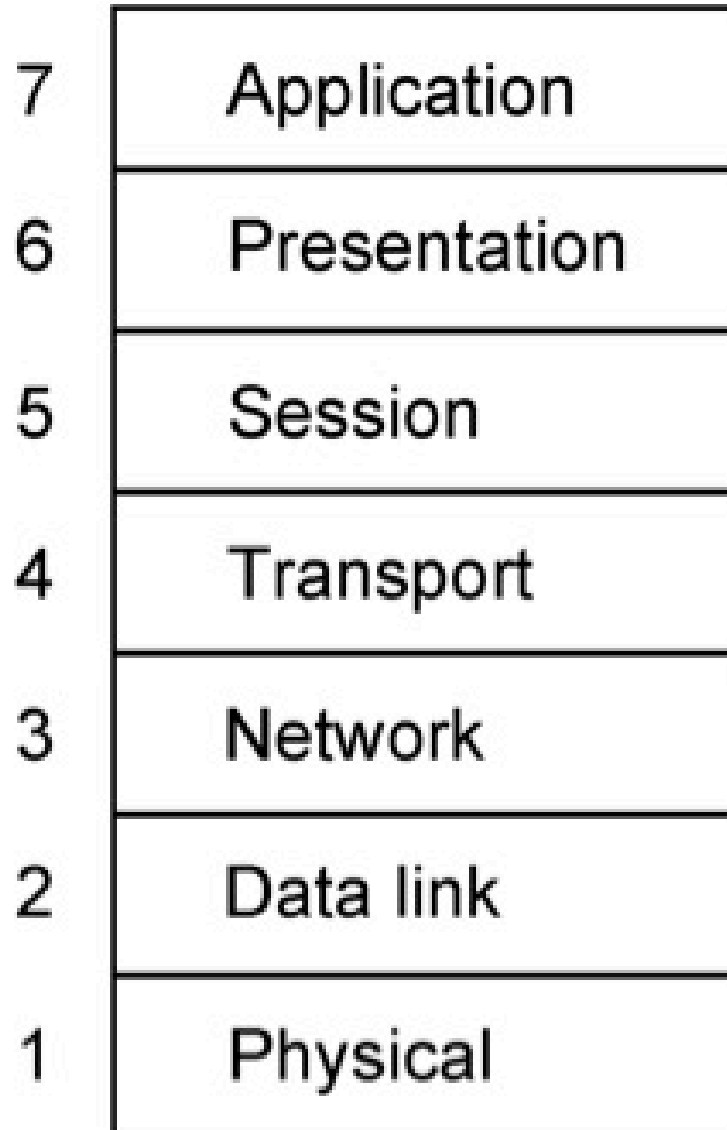 7 Application
6 Presentation
5 Session
4 Transport
3 Network
2 Data link
1 Physical